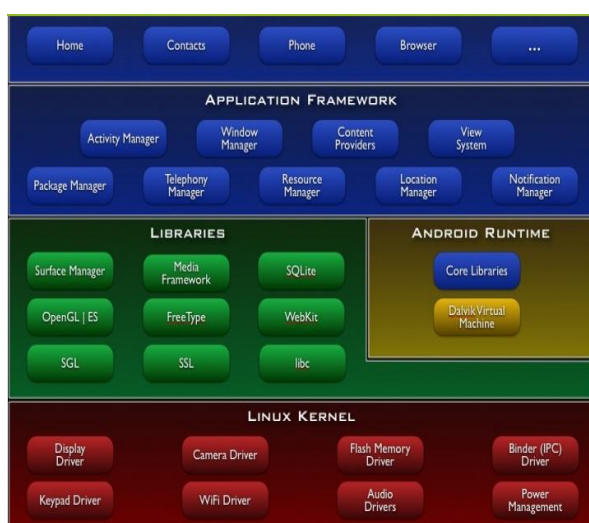 Home
Contacts
Phone
Browser
...
APPLICATION FRAMEWORK
Activity Manager
Window
Manager
Content
Providers
View
System
Package Manager
Telephony
Manager
Resource
Manager
Location
Manager
Notification
Manager
LIBRARIES
Surface Manager
Media
Framework
SQLite
OpenGL | ES
FreeType
WebKit
SGL
SSL
libc
ANDROID RUNTIME
Core Libraries
Dalvik Virtual
Machine
LINUX KERNEL
Display
Driver
Camera Driver
Flash Memory
Driver
Binder (IPC)
Driver
Keypad Driver
WiFi Driver
Audio
Drivers
Power
Management